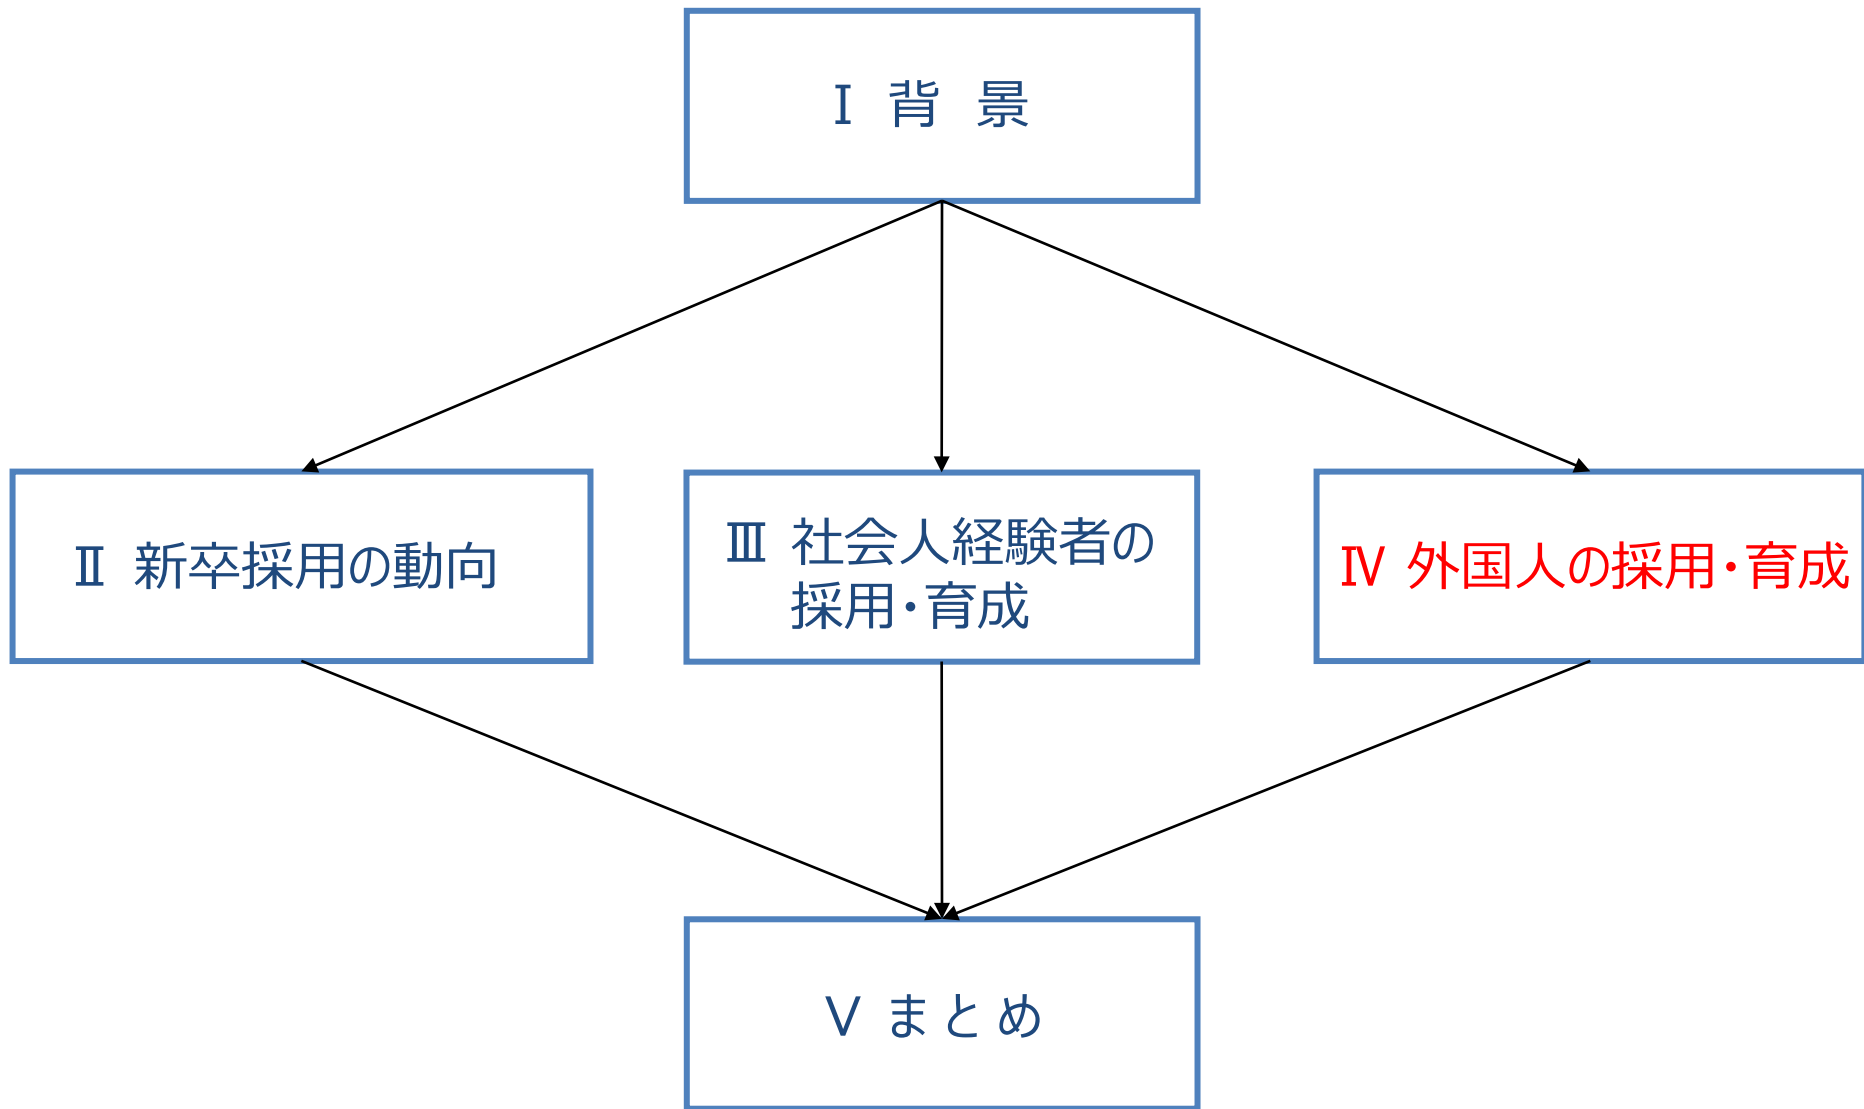 Ⅰ 背 景
Ⅱ 新卒採用の動向
Ⅲ 社会人経験者の
採用・育成
Ⅳ 外国人の採用・育成
Ⅴ まとめ